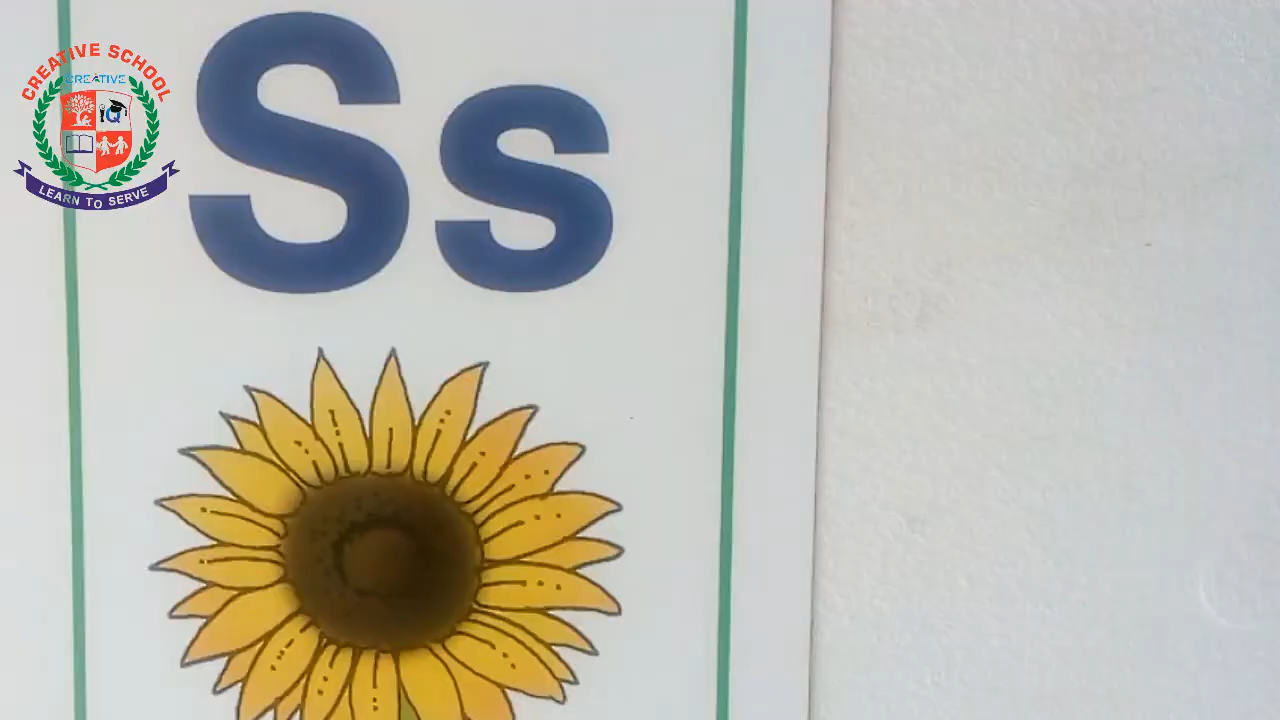 CREATIVE SCHOOL
CREATIVE
iQ
LEARN TO SERVE
Ss